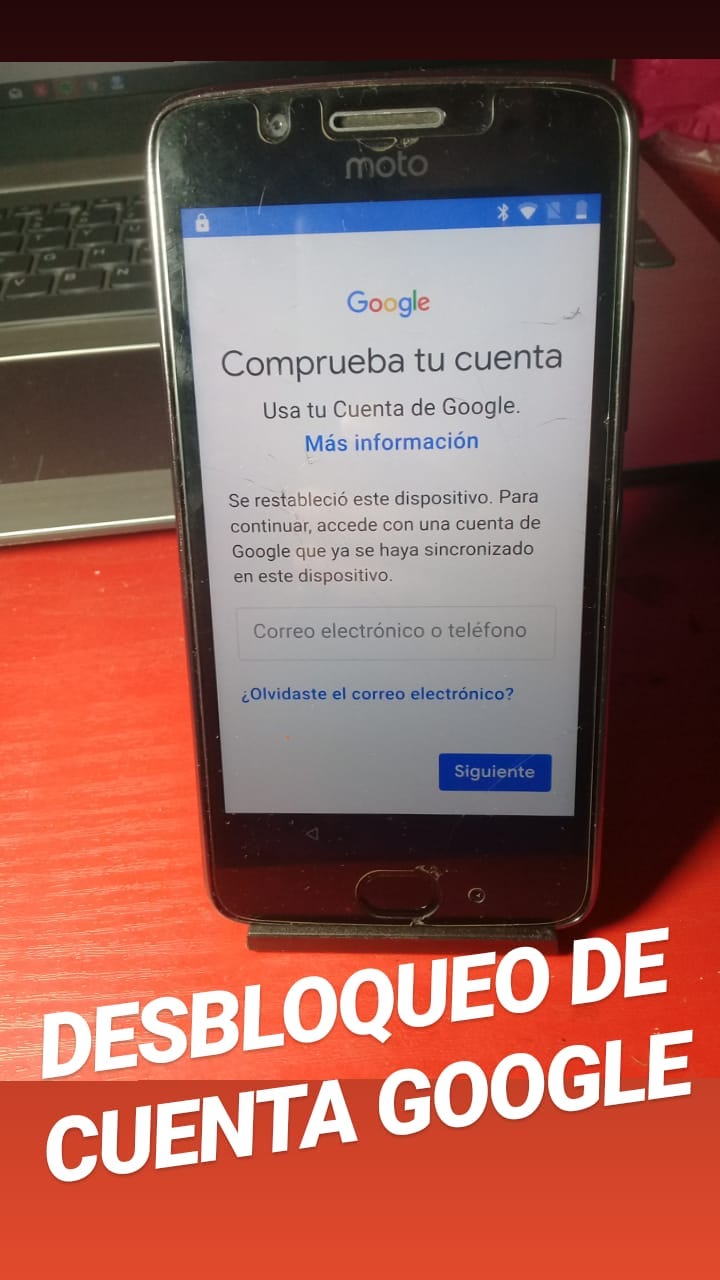 moto
Google
Comprueba tu cuenta
Usa tu Cuenta de Google.
Más información
Se restableció este dispositivo. Para
continuar, accede con una cuenta de
Google que ya se haya sincronizado
en este dispositivo.
Correo electrónico o teléfono
¿Olvidaste el correo electrónico?
Siguiente
DESBLOQUEO DE
CUENTA GOOGLE